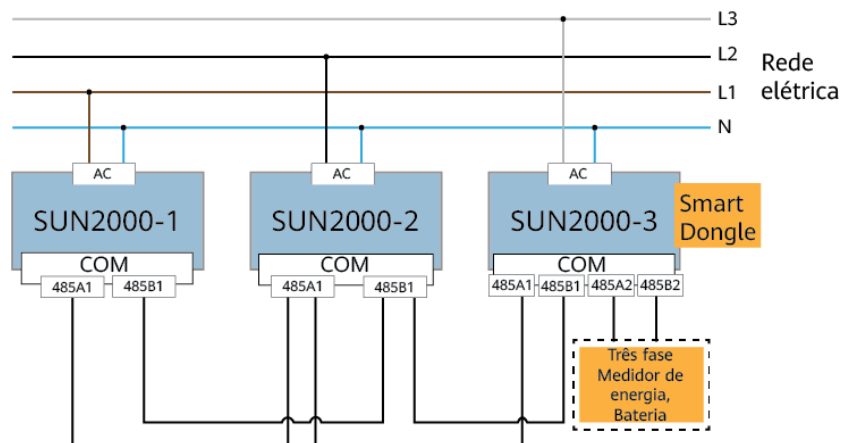 L3
L2
L1
N
Rede
elétrica
AC
AC
AC
SUN2000-1
SUN2000-2
SUN2000-3
Smart
Dongle
COM
COM
COM
485A1
485B1
485A1
485B1
485A1
485B1
485A2
485B2
Três fase
Medidor de
energia,
Bateria